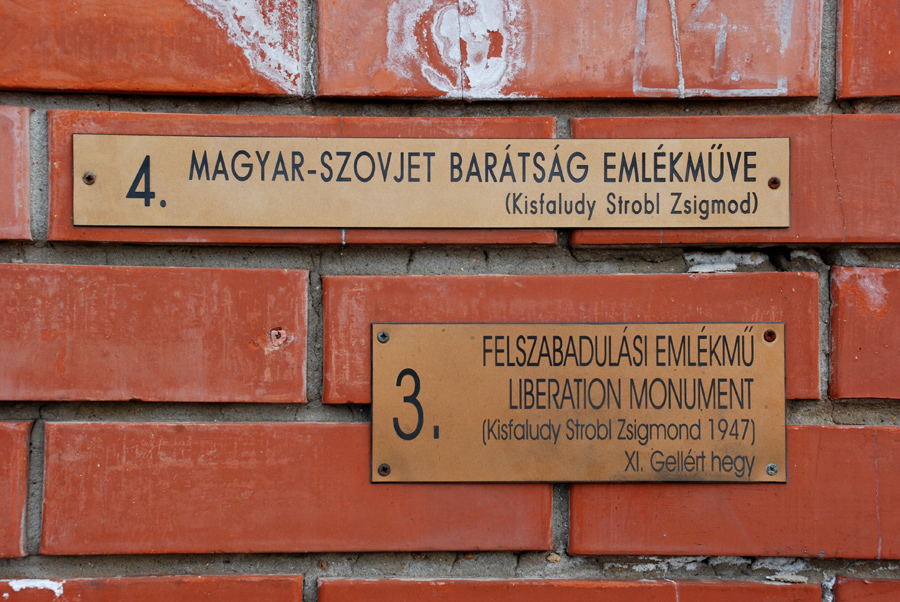 4. MAGYAR-SZOVJET BARÁTSÁG EMLÉKMŰVE
(Kisfaludy Strobl Zsigmod)
3. FELSZABADULÁSI EMLÉKMŰ
LIBERATION MONUMENT
(Kisfaludy Strobl Zsigmond 1947)
XI. Gellért hegy